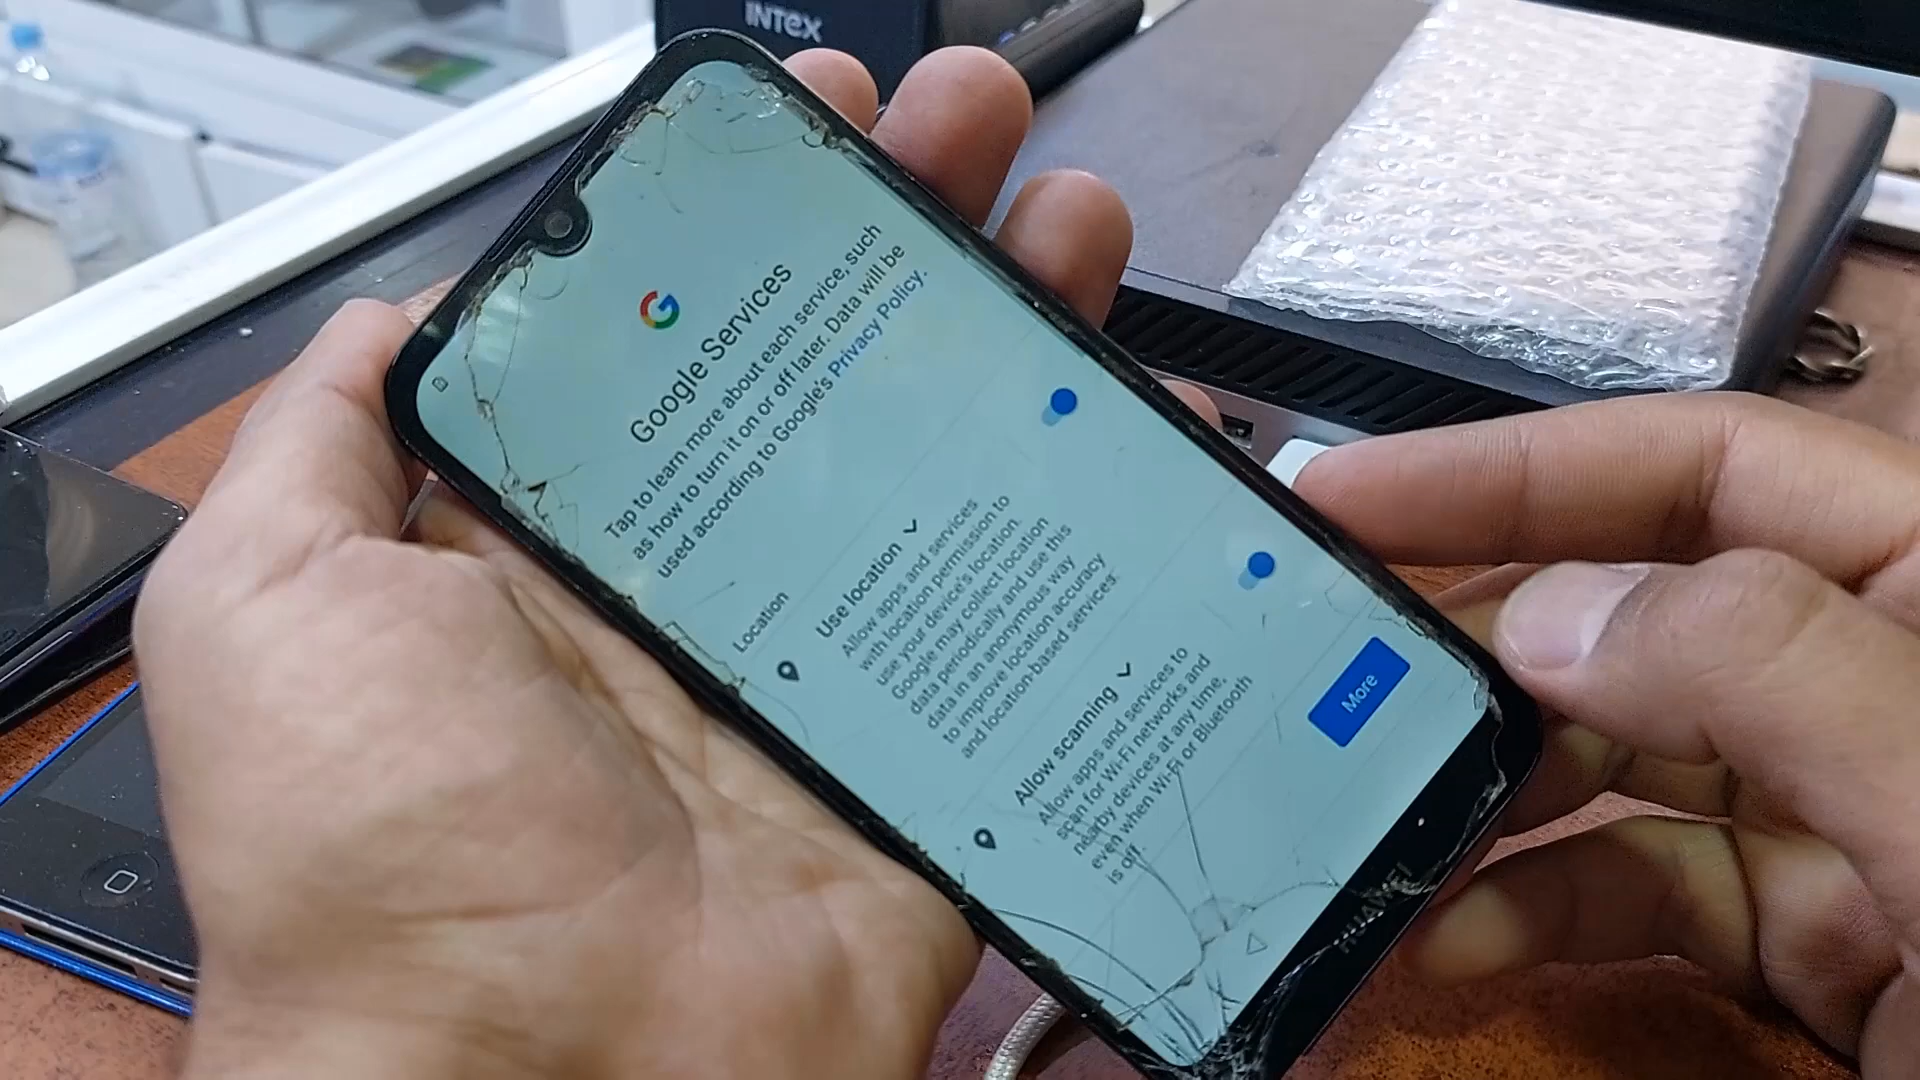 INTEX
Google Services
Tap to learn more about each service, such
as how to turn it on or off later. Data will be
used according to Google's Privacy Policy.
Location
Use location
Allow apps and services
with location permission to
use your device's location.
Google may collect location
data periodically and use this
data in an anonymous way
to improve location accuracy
and location-based services.
Allow scanning
Allow apps and services to
scan for Wi-Fi networks and
nearby devices at any time,
even when Wi-Fi or Bluetooth
is off.
More
HUAWEI